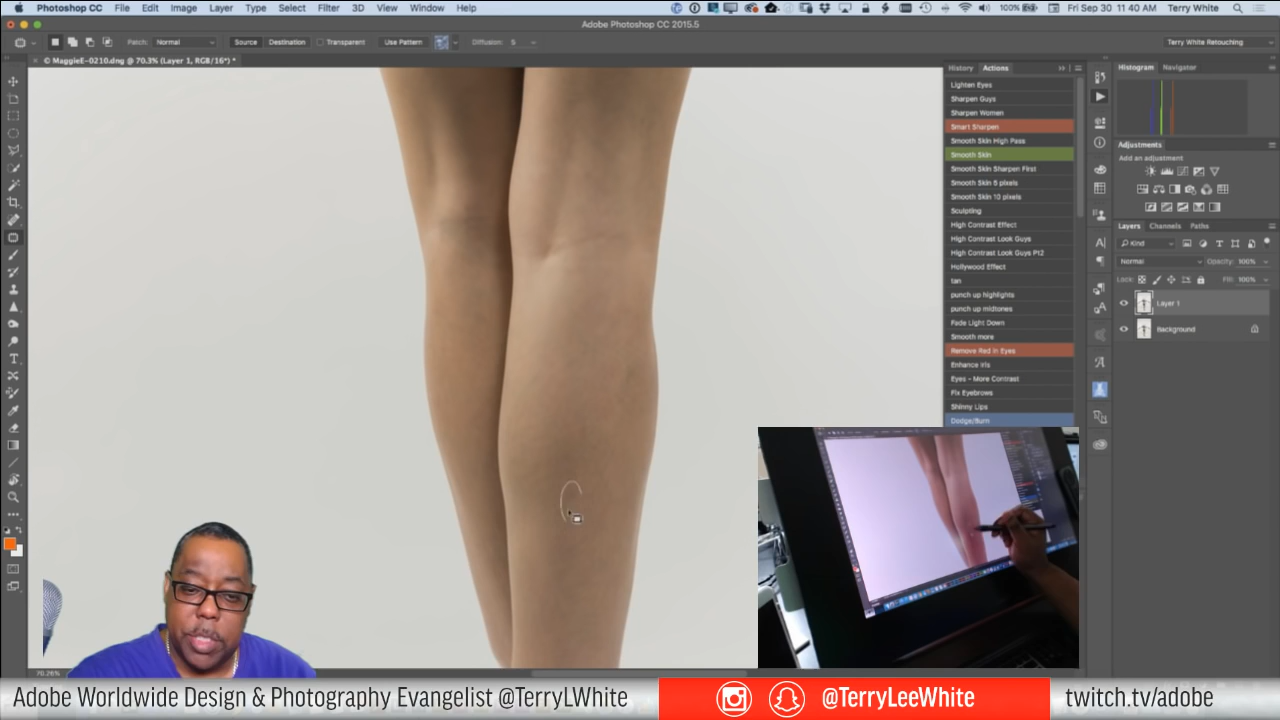 Photoshop CC File Edit Image Layer Type Select Filter 3D View Window Help
100% Fri Sep 30 11:40 AM Terry White
Adobe Photoshop CC 2015.5
Patch: Normal Source Destination Transparent Use Pattern Diffusion: 5 Terry White Retouching
© MaggieE-0210.dng @ 70.3% (Layer 1, RGB/16*) *
History Actions
Lighten Eyes
Sharpen Guys
Sharpen Women
Smart Sharpen
Smooth Skin High Pass
Smooth Skin
Smooth Skin Sharpen First
Smooth Skin 5 pixels
Smooth Skin 10 pixels
Sculpting
High Contrast Effect
High Contrast Look Guys
High Contrast Look Guys P12
Hollywood Effect
tan
punch up highlights
punch up midtones
Fade Light Down
Smooth more
Remove Red in Eyes
Enhance Iris
Eyes - More Contrast
Fix Eyebrows
Shinny Lips
Dodge/Burn
Histogram Navigator
Adjustments
Add an adjustment
Layers Channels Paths
Kind
Normal Opacity: 100%
Lock: Fill: 100%
Layer 1
Background
70.26%
Adobe Worldwide Design & Photography Evangelist @TerryLWhite
@TerryLeeWhite
twitch.tv/adobe